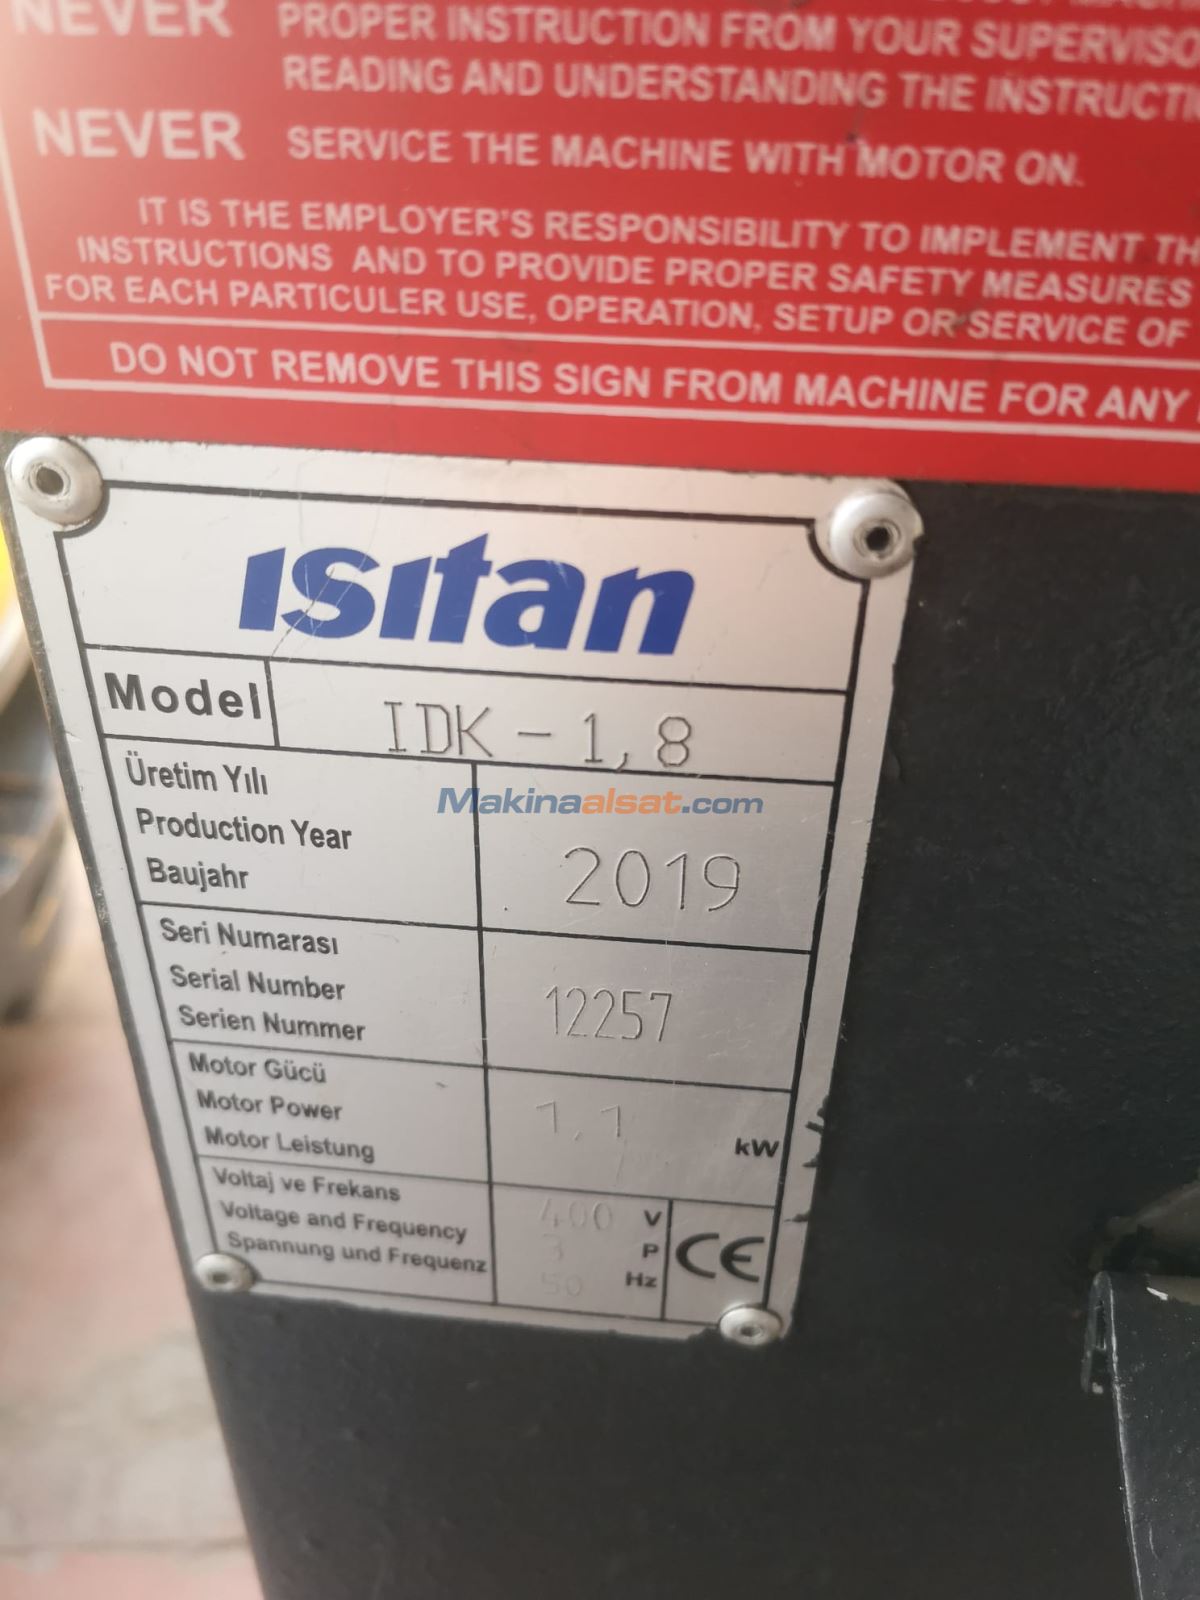 NEVER PROPER INSTRUCTION FROM YOUR
READING AND UNDERSTANDING THE
NEVER SERVICE THE MACHINE WITH MOTOR ON.
IT IS THE EMPLOYER'S RESPONSIBILITY TO IMPLEMENT
INSTRUCTIONS AND TO PROVIDE PROPER SAFETY MEASURES
FOR EACH PARTICULER USE, OPERATION, SETUP OR SERVICE OF
DO NOT REMOVE THIS SIGN FROM MACHINE FOR ANY
ısıtan
Model IDK - 1,8
Makinaalsat.com
Üretim Yılı
Production Year
Baujahr
2019
Seri Numarası
Serial Number
Serien Nummer
12257
Motor Gücü
Motor Power
Motor Leistung
1,1 kW
Voltaj ve Frekans
Voltage and Frequency
Spannung und Frequenz
400 V
3 P
50 Hz
CE